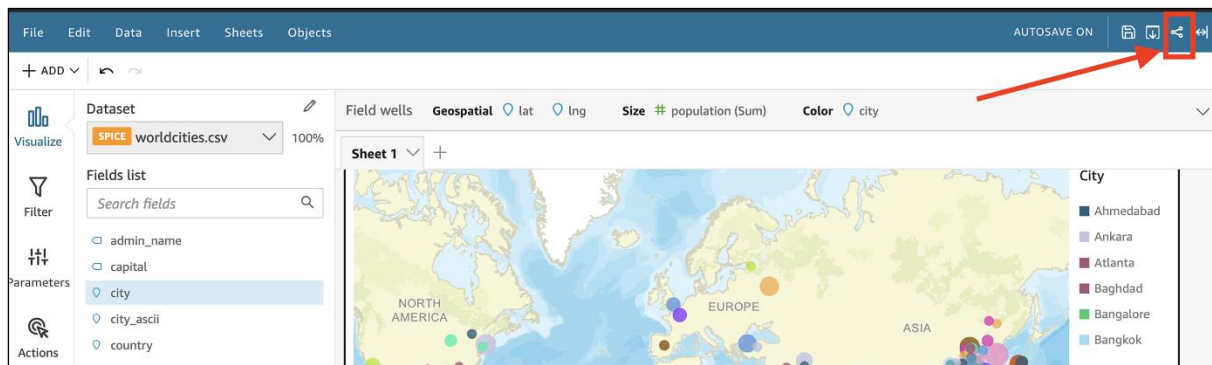 File Edit Data Insert Sheets Objects AUTOSAVE ON
+ ADD
Visualize
Filter
Parameters
Actions
Dataset
SPICE worldcities.csv 100%
Fields list
Search fields
admin_name
capital
city
city_ascii
country
Field wells Geospatial lat lng Size # population (Sum) Color city
Sheet 1 +
NORTH
AMERICA
EUROPE
ASIA
City
Ahmedabad
Ankara
Atlanta
Baghdad
Bangalore
Bangkok